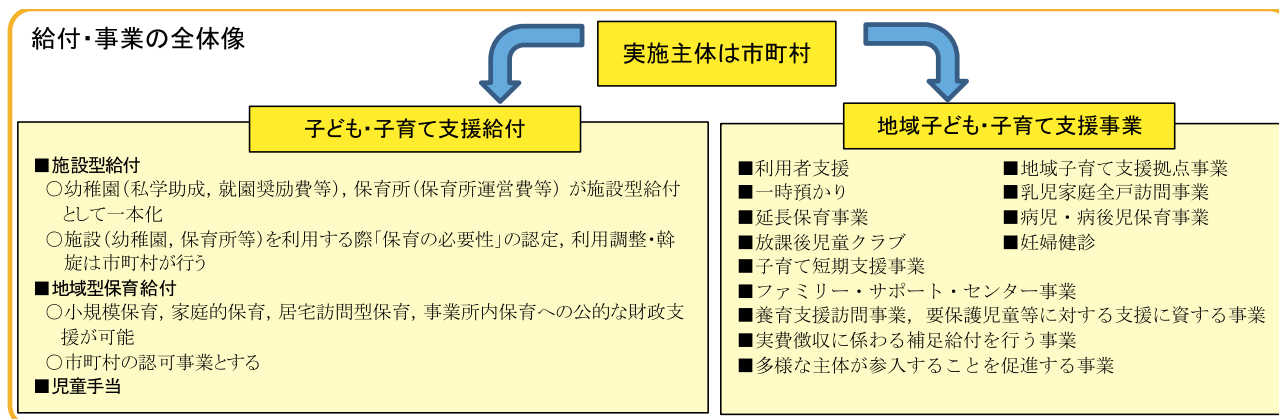 給付・事業の全体像
実施主体は市町村
子ども・子育て支援給付
■施設型給付
○幼稚園(私学助成, 就園奨励費等), 保育所(保育所運営費等) が施設型給付
として一本化
○施設(幼稚園, 保育所等)を利用する際「保育の必要性」の認定, 利用調整・斡
旋は市町村が行う
■地域型保育給付
○小規模保育, 家庭的保育, 居宅訪問型保育, 事業所内保育への公的な財政支
援が可能
○市町村の認可事業とする
■児童手当
地域子ども・子育て支援事業
■利用者支援 ■地域子育て支援拠点事業
■一時預かり ■乳児家庭全戸訪問事業
■延長保育事業 ■病児・病後児保育事業
■放課後児童クラブ ■妊婦健診
■子育て短期支援事業
■ファミリー・サポート・センター事業
■養育支援訪問事業, 要保護児童等に対する支援に資する事業
■実費徴収に係わる補足給付を行う事業
■多様な主体が参入することを促進する事業